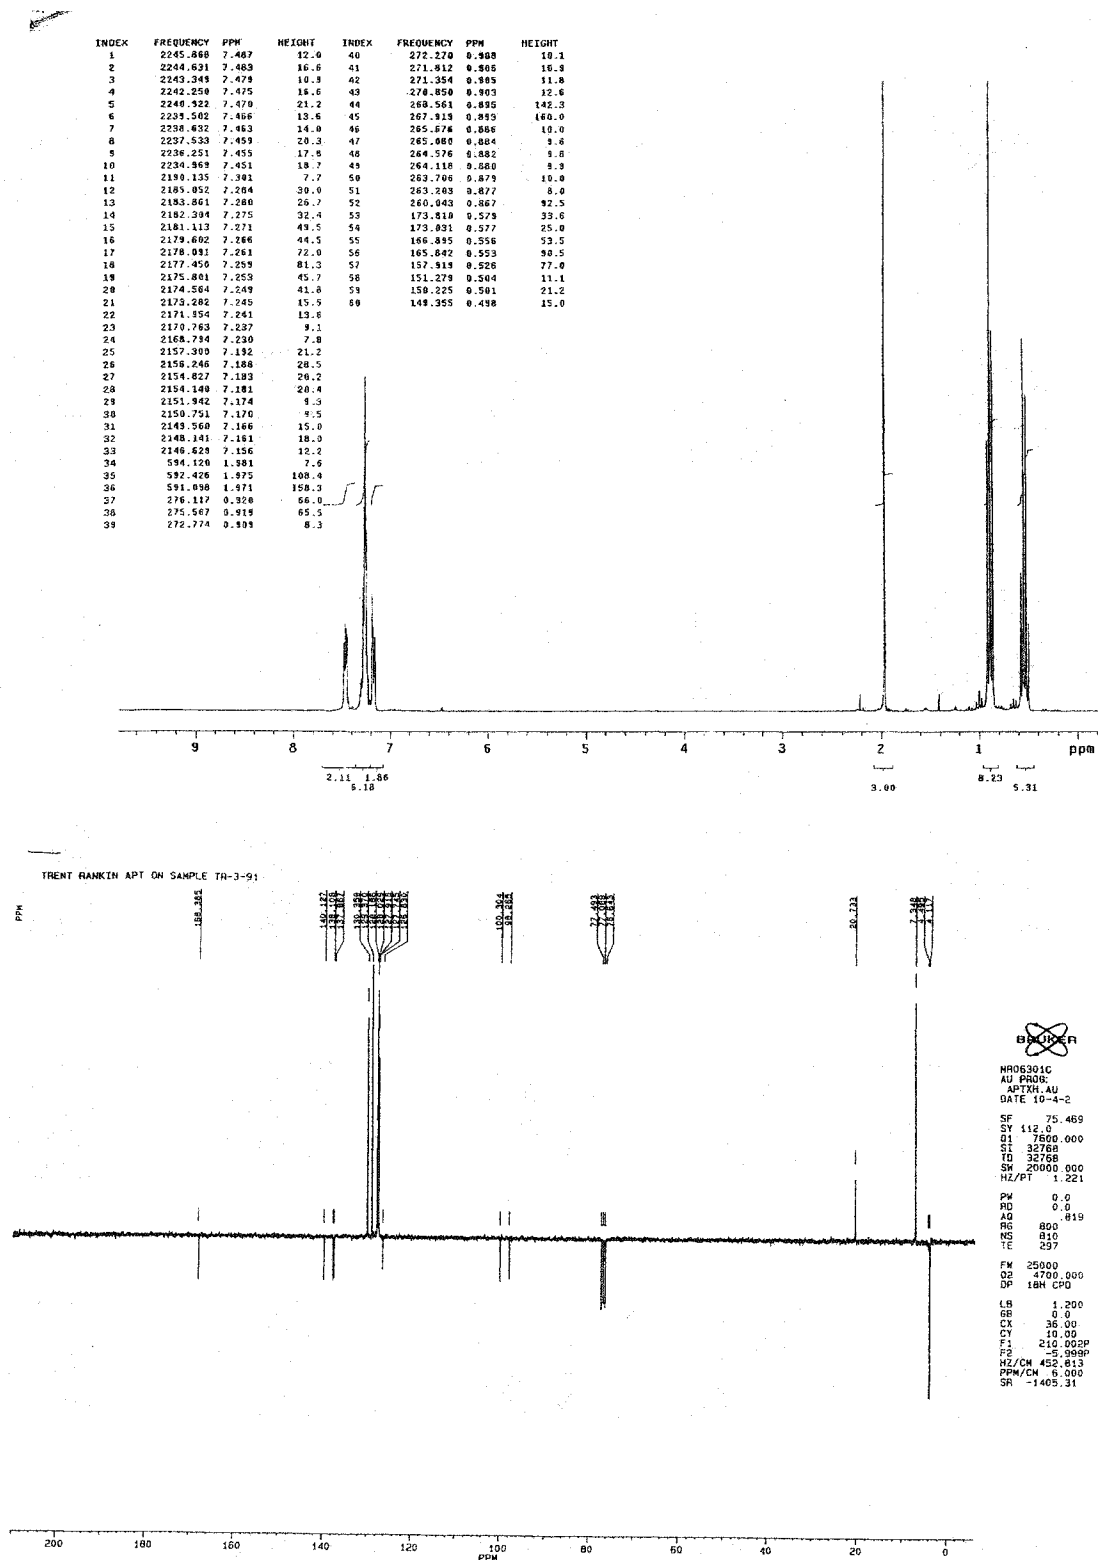 INDEX FREQUENCY PPM HEIGHT INDEX FREQUENCY PPM HEIGHT
1 2245.868 7.487 12.0 40 272.270 0.908 10.1
2 2244.631 7.483 16.6 41 271.812 0.906 16.9
3 2243.349 7.479 10.9 42 271.354 0.905 11.8
4 2242.250 7.475 16.6 43 270.850 0.903 12.6
5 2240.922 7.470 21.2 44 268.561 0.895 142.3
6 2239.502 7.466 13.6 45 267.919 0.893 160.0
7 2238.632 7.463 14.0 46 265.676 0.886 10.0
8 2237.533 7.459 20.3 47 265.080 0.884 9.6
9 2236.251 7.455 17.8 48 264.576 0.882 9.8
10 2234.969 7.451 18.7 49 264.118 0.880 9.9
11 2190.135 7.301 7.7 50 263.706 0.879 10.0
12 2185.052 7.284 30.0 51 263.203 0.877 8.0
13 2183.861 7.280 26.7 52 260.043 0.867 92.5
14 2182.304 7.275 32.4 53 173.810 0.579 33.6
15 2181.113 7.271 49.5 54 173.031 0.577 25.0
16 2179.602 7.266 44.5 55 166.895 0.556 53.5
17 2178.091 7.261 72.0 56 165.842 0.553 90.5
18 2177.450 7.259 81.3 57 157.919 0.526 77.0
19 2175.801 7.253 45.7 58 151.279 0.504 11.1
20 2174.564 7.249 41.8 59 150.225 0.501 21.2
21 2173.282 7.245 15.5 60 149.355 0.498 15.0
22 2171.954 7.241 13.6
23 2170.763 7.237 9.1
24 2168.794 7.230 7.8
25 2157.300 7.192 21.2
26 2156.246 7.188 28.5
27 2154.827 7.183 20.2
28 2154.140 7.181 20.4
29 2151.942 7.174 9.3
30 2150.751 7.170 9.5
31 2149.560 7.166 15.0
32 2148.141 7.161 18.0
33 2146.629 7.156 12.2
34 594.120 1.981 7.6
35 592.426 1.975 108.4
36 591.098 1.971 158.3
37 276.117 0.920 66.0
38 275.567 0.919 65.5
39 272.774 0.909 8.3
9 8 7 6 5 4 3 2 1 ppm
2.11 1.86 3.00 8.23 5.31
5.18
TRENT RANKIN APT ON SAMPLE TR-3-91
PPM
168.385 140.127 100.304 98.265 77.493 20.733 7.348 4.117
BRUKER
AU PROG:
APTXH.AU
DATE 10-4-2
SF 75.469
SY 112.0
O1 7600.000
SI 32768
TD 32768
SW 20000.000
HZ/PT 1.221
PW 0.0
RD 0.0
AQ .819
RG 800
NS 810
TE 297
FW 25000
O2 4700.000
DP 18H CPD
LB 1.200
GB 0.0
CX 36.00
CY 10.00
F1 210.002P
F2 -5.999P
HZ/CM 452.813
PPM/CM 6.000
SR -1405.31
200 180 160 140 120 100 80 60 40 20 0
PPM